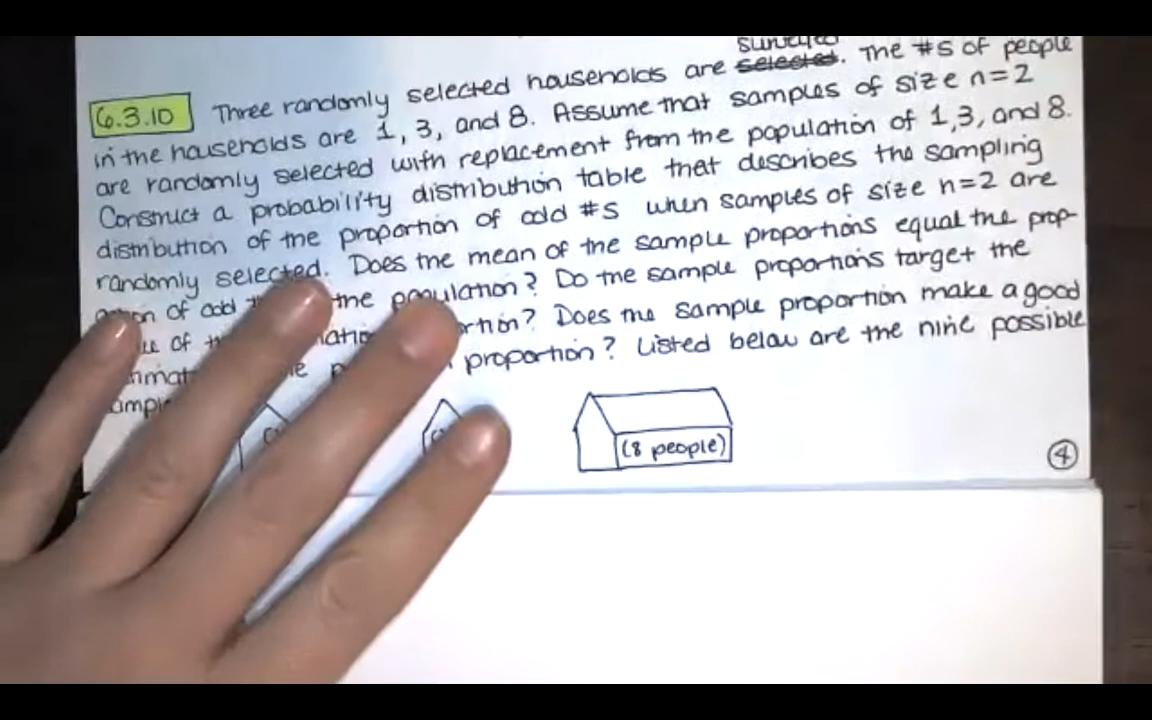 surveyed
6.3.10 Three randomly selected households are selected. The #s of people
in the households are 1, 3, and 8. Assume that samples of size n=2
are randomly selected with replacement from the population of 1,3, and 8.
Construct a probability distribution table that describes the sampling
distribution of the proportion of odd #s when samples of size n=2 are
randomly selected. Does the mean of the sample proportions equal the prop-
of odd the population? Do the sample proportions target the
of Does the sample proportion make a good
proportion? Listed below are the nine possible
(8 people)
4